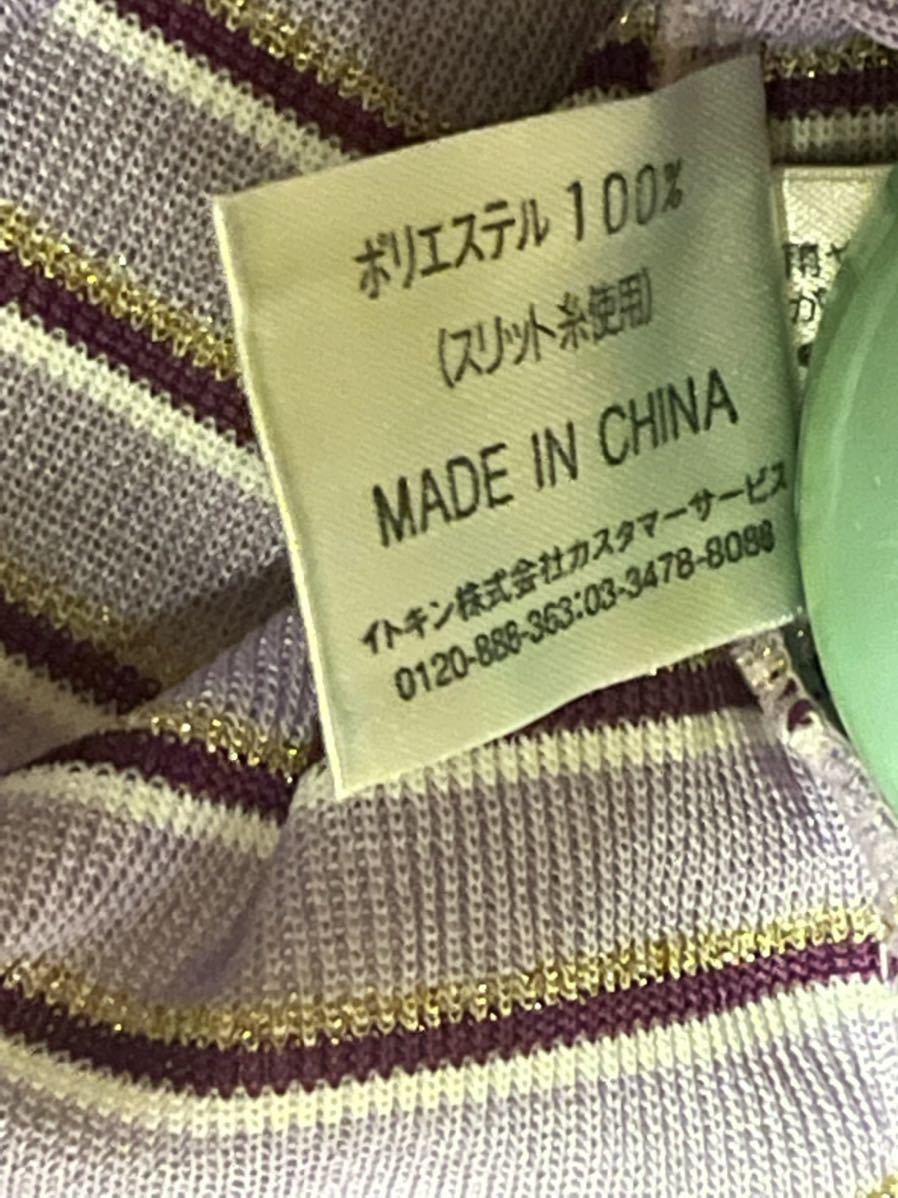 ポリエステル 100%
(スリット糸使用)
MADE IN CHINA
イトキン株式会社カスタマーサービス
0120-888-363:03-3478-8088